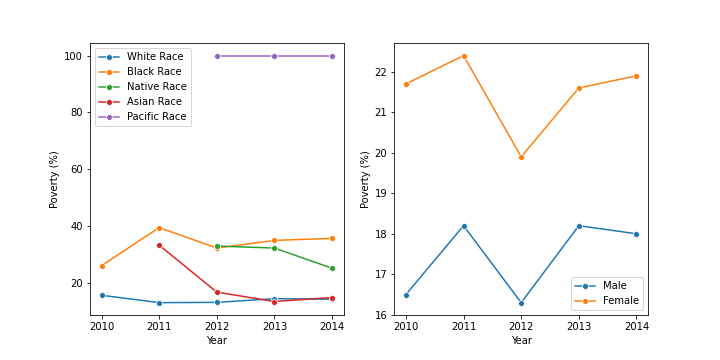 White Race
Black Race
Native Race
Asian Race
Pacific Race
100
80
60
40
20
Poverty (%)
2010 2011 2012 2013 2014
Year
22
21
20
19
18
17
16
Poverty (%)
Male
Female
2010 2011 2012 2013 2014
Year